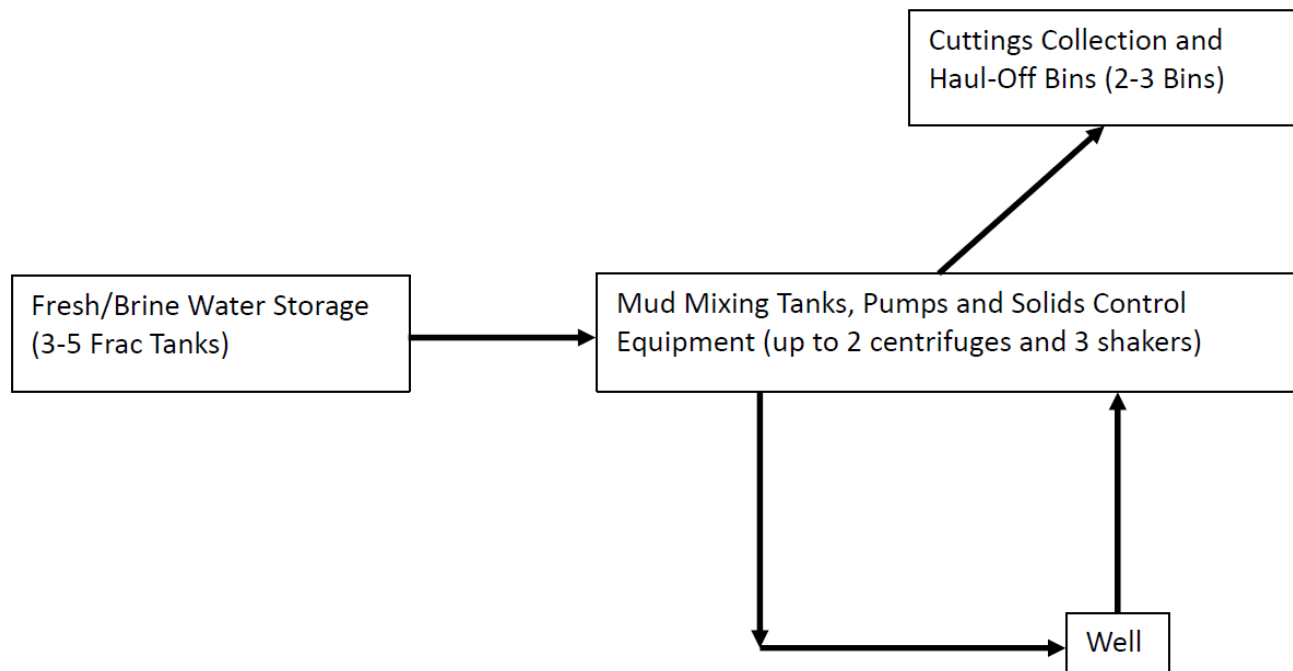 Cuttings Collection and
Haul-Off Bins (2-3 Bins)
Fresh/Brine Water Storage
(3-5 Frac Tanks)
Mud Mixing Tanks, Pumps and Solids Control
Equipment (up to 2 centrifuges and 3 shakers)
Well